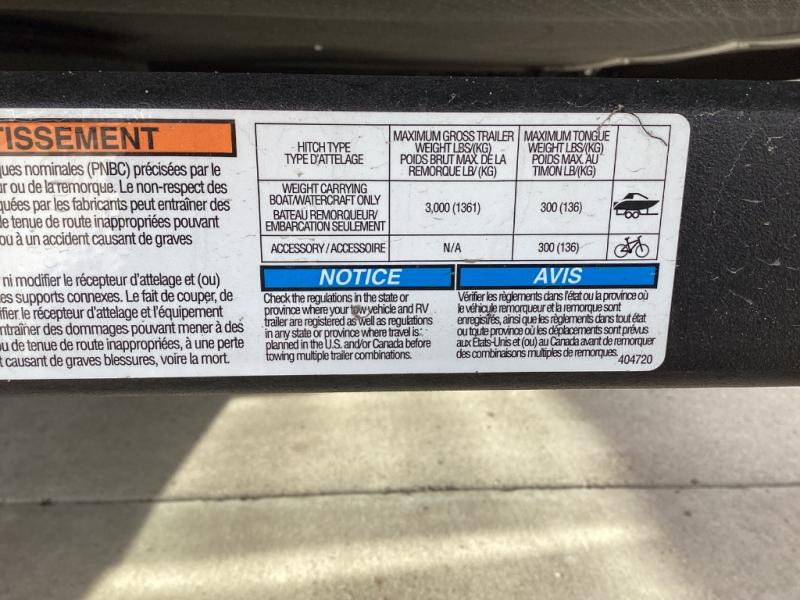 TISSEMENT
ques nominales (PNBC) précisées par le
r ou de la remorque. Le non-respect des
quées par les fabricants peut entraîner des
e tenue de route inappropriées pouvant
ou à un accident causant de graves
ni modifier le récepteur d'attelage et (ou)
es supports connexes. Le fait de couper, de
ifier le récepteur d'attelage et l'équipement
ntraîner des dommages pouvant mener à des
u de tenue de route inappropriées, à une perte
t causant de graves blessures, voire la mort.
HITCH TYPE
TYPE D'ATTELAGE
MAXIMUM GROSS TRAILER
WEIGHT LBS/(KG)
POIDS BRUT MAX. DE LA
REMORQUE LB/ (KG)
MAXIMUM TONGUE
WEIGHT LBS/(KG)
POIDS MAX. AU
TIMON LB/(KG)
WEIGHT CARRYING
BOAT/WATERCRAFT ONLY
BATEAU REMORQUEUR/
EMBARCATION SEULEMENT
3,000 (1361)
300 (136)
ACCESSORY / ACCESSOIRE
N/A
300 (136)
NOTICE
Check the regulations in the state or
province where your tow vehicle and RV
trailer are registered as well as regulations
in any state or province where travel is
planned in the U.S. and/or Canada before
towing multiple trailer combinations.
AVIS
Vérifier les règlements dans l'état ou la province où
le véhicule remorqueur et la remorque sont
enregistrés, ainsi que les règlements dans tout état
ou toute province où les déplacements sont prévus
aux États-Unis et (ou) au Canada avant de remorquer
des combinaisons multiples de remorques.
404720